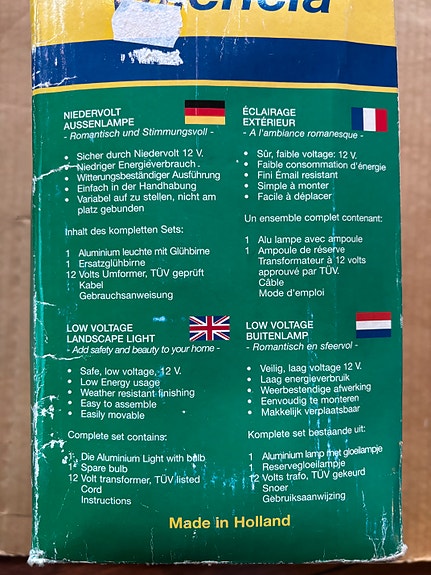 NIEDERVOLT
AUSSENLAMPE
- Romantisch und Stimmungsvoll -
• Sicher durch Niedervolt 12 V.
• Niedriger Energiéverbrauch
• Witterungsbeständiger Ausführung
• Einfach in der Handhabung
• Variabel auf zu stellen, nicht am
platz gebunden
Inhalt des kompletten Sets:
1 Aluminium leuchte mit Glühbirne
1 Ersatzglühbirne
12 Volts Umformer, TÜV geprüft
Kabel
Gebrauchsanweisung
ÉCLAIRAGE
EXTÉRIEUR
- A l'ambiance romanesque -
• Sûr, faible voltage: 12 V.
• Faible consommation d'énergie
• Fini Émail resistant
• Simple à monter
• Facile à déplacer
Un ensemble complet contenant:
1 Alu lampe avec ampoule
1 Ampoule de réserve
Transformateur à 12 volts
approuvé par TÜV.
Câble
Mode d'emploi
LOW VOLTAGE
LANDSCAPE LIGHT
- Add safety and beauty to your home -
• Safe, low voltage, 12 V.
• Low Energy usage
• Weather resistant finishing
• Easy to assemble
• Easily movable
Complete set contains:
1 Die Aluminium Light with bulb
1 Spare bulb
12 Volt transformer, TÜV listed
Cord
Instructions
LOW VOLTAGE
BUITENLAMP
- Romantisch en sfeervol -
• Veilig, laag voltage 12 V.
• Laag energieverbruik
• Weerbestendige afwerking
• Eenvoudig te monteren
• Makkelijk verplaatsbaar
Komplete set bestaande uit:
1 Aluminium lamp met gloeilampje
1 Reservegloeilampje
12 Volts trafo, TÜV gekeurd
Snoer
Gebruiksaanwijzing
Made in Holland